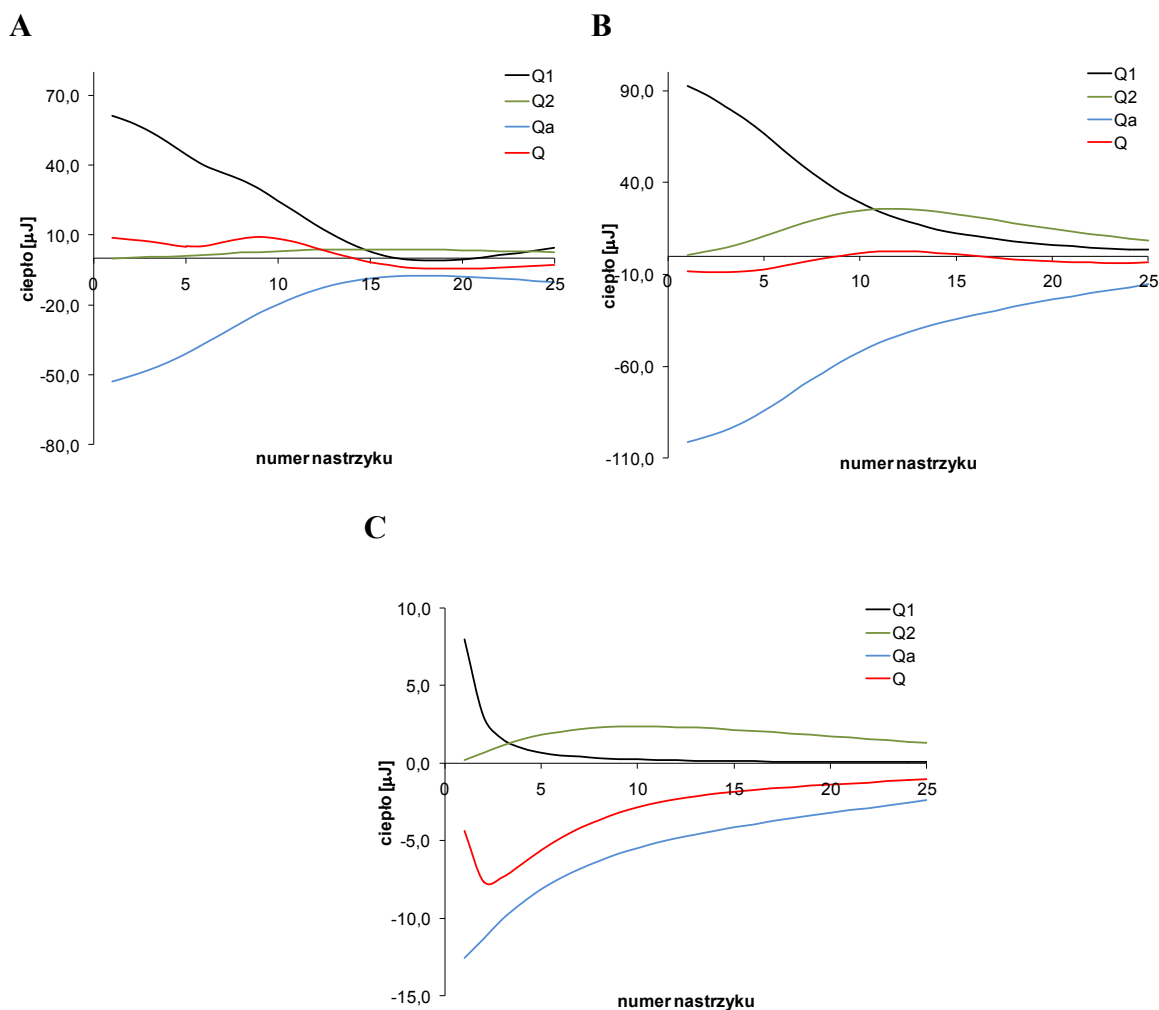 A
B
70,0
40,0
10,0
-20,0
-50,0
-80,0
0
5
10
15
20
25
ciepło [µJ]
numer nastrzyku
Q1
Q2
Qa
Q
90,0
40,0
-10,0
-60,0
-110,0
0
5
10
15
20
25
ciepło [µJ]
numer nastrzyku
Q1
Q2
Qa
Q
C
10,0
5,0
0,0
-5,0
-10,0
-15,0
0
5
10
15
20
25
ciepło [µJ]
numer nastrzyku
Q1
Q2
Qa
Q